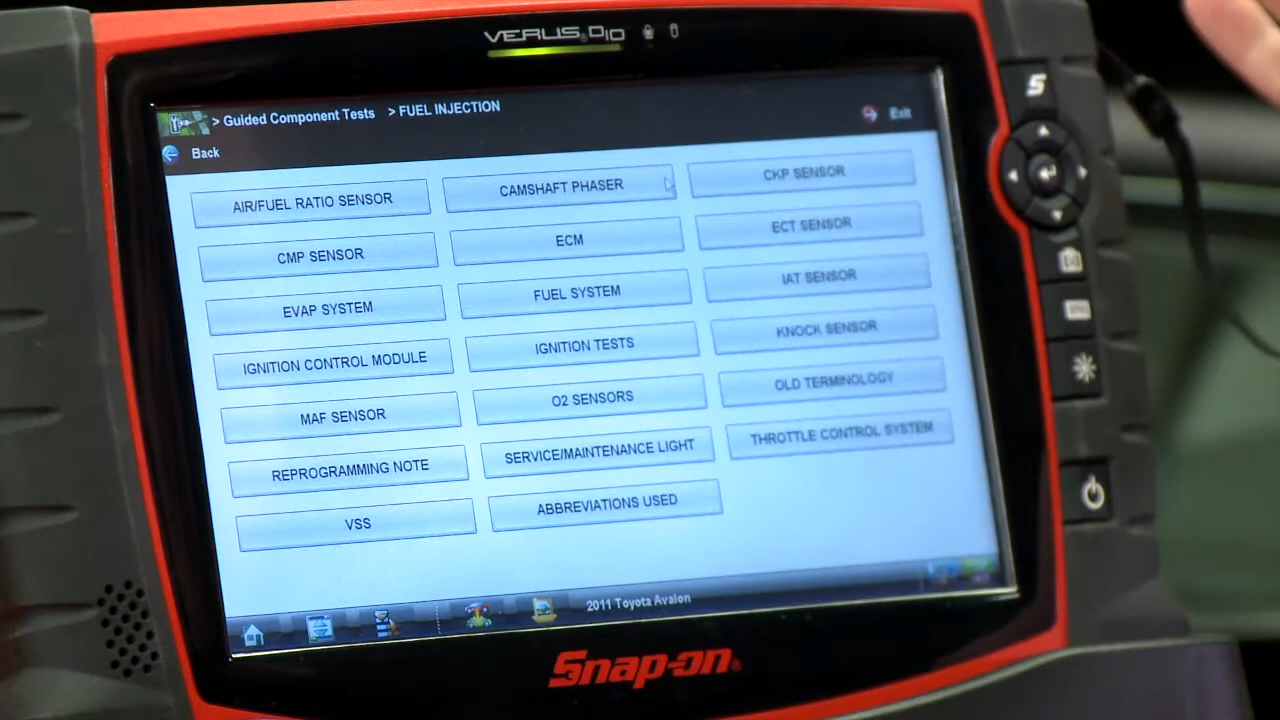 VERUS D10
> Guided Component Tests > FUEL INJECTION
Exit
Back
AIR/FUEL RATIO SENSOR
CAMSHAFT PHASER
CKP SENSOR
CMP SENSOR
ECM
ECT SENSOR
EVAP SYSTEM
FUEL SYSTEM
IAT SENSOR
IGNITION CONTROL MODULE
IGNITION TESTS
KNOCK SENSOR
MAF SENSOR
O2 SENSORS
OLD TERMINOLOGY
REPROGRAMMING NOTE
SERVICE/MAINTENANCE LIGHT
THROTTLE CONTROL SYSTEM
VSS
ABBREVIATIONS USED
2011 Toyota Avalon
Snap-on
S